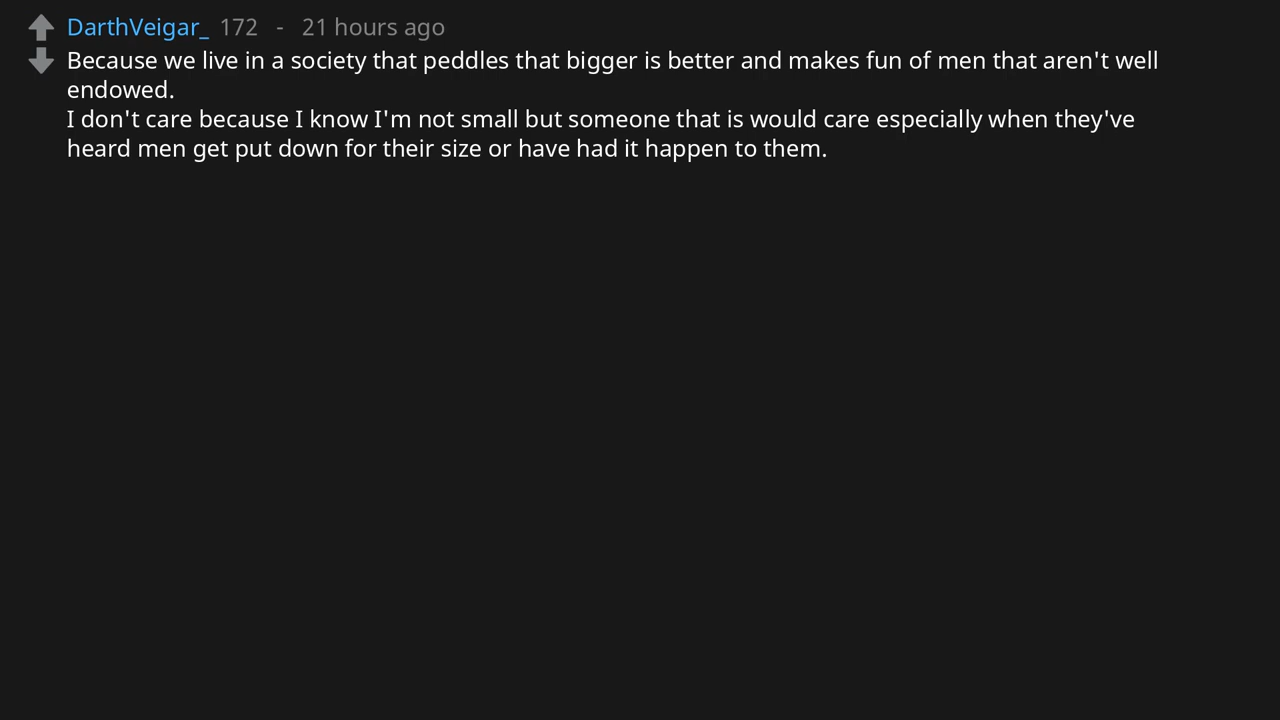 DarthVeigar_ 172 - 21 hours ago
Because we live in a society that peddles that bigger is better and makes fun of men that aren't well
endowed.
I don't care because I know I'm not small but someone that is would care especially when they've
heard men get put down for their size or have had it happen to them.